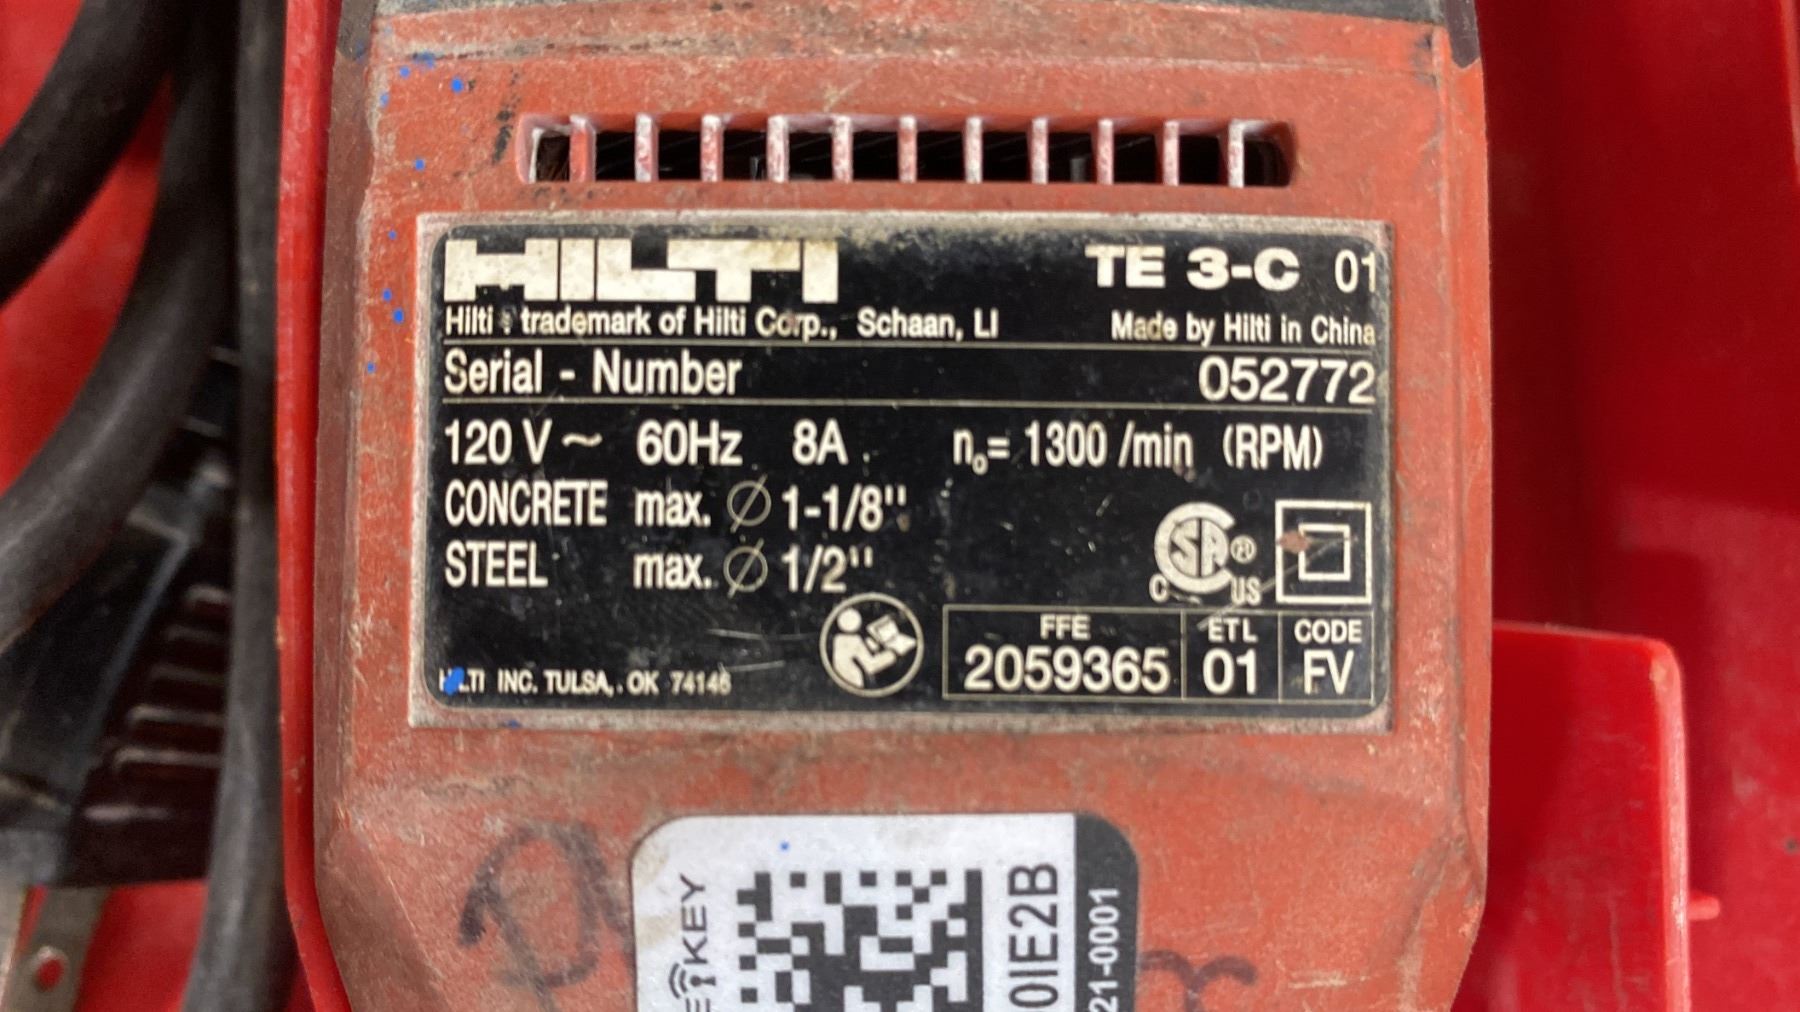 HILTI TE 3-C 01
Hilti : trademark of Hilti Corp., Schaan, LI Made by Hilti in China
Serial - Number 052772
120 V ~ 60Hz 8A n₀= 1300 /min (RPM)
CONCRETE max. ∅ 1-1/8"
STEEL max. ∅ 1/2"
CSA® C US
FFE ETL CODE
2059365 01 FV
HILTI INC. TULSA, OK 74146
KEY
0IE2B
21-0001